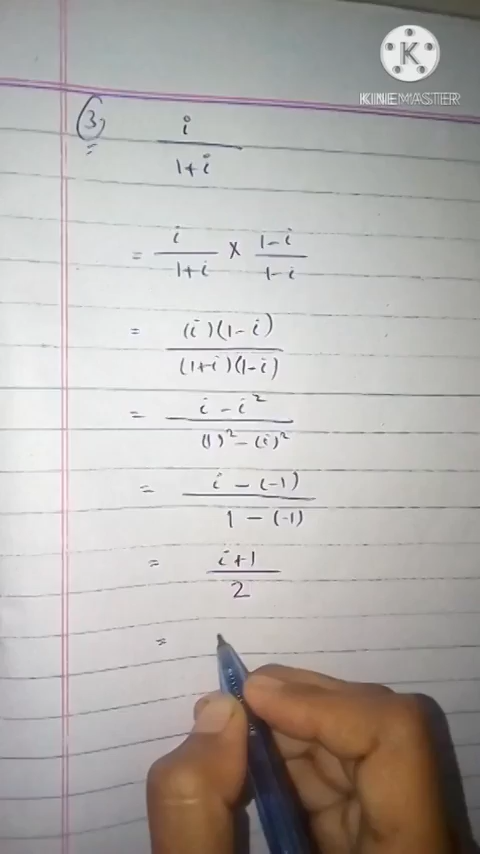 K
KINEMASTER
3)
i
1+i
= i/1+i × 1-i/1-i
= (i)(1-i)/(1+i)(1-i)
= i - i²/(1)² - (i)²
= i - (-1)/1 - (-1)
= i+1/2
=